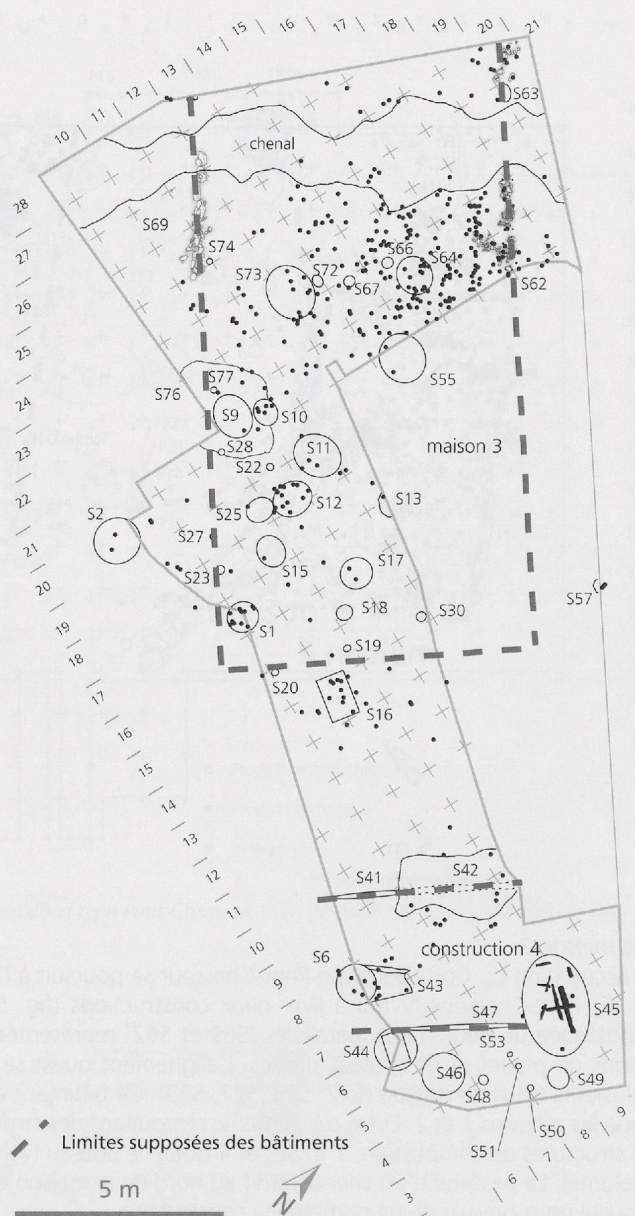 10 11 12 13 14 15 16 17 18 19 20 21
S63
chenal
28
S69
27
S74
S66
S64
S73
S72
S67
26
S62
25
S55
S77
S76
24
S9
S10
S28
23
S11
maison 3
S22
22
S12
S13
S2
S25
S27
21
S15
S17
S23
20
S57
S18
S30
S1
19
S19
18
S20
17
S16
16
15
14
13
12
S41
S42
11
10
construction 4
S6
9
S43
S45
8
S47
S53
S44
7
S46
S49
6
S48
S50
5
S51
4
3
6
7
8
9
Limites supposées des bâtiments
5 m
N